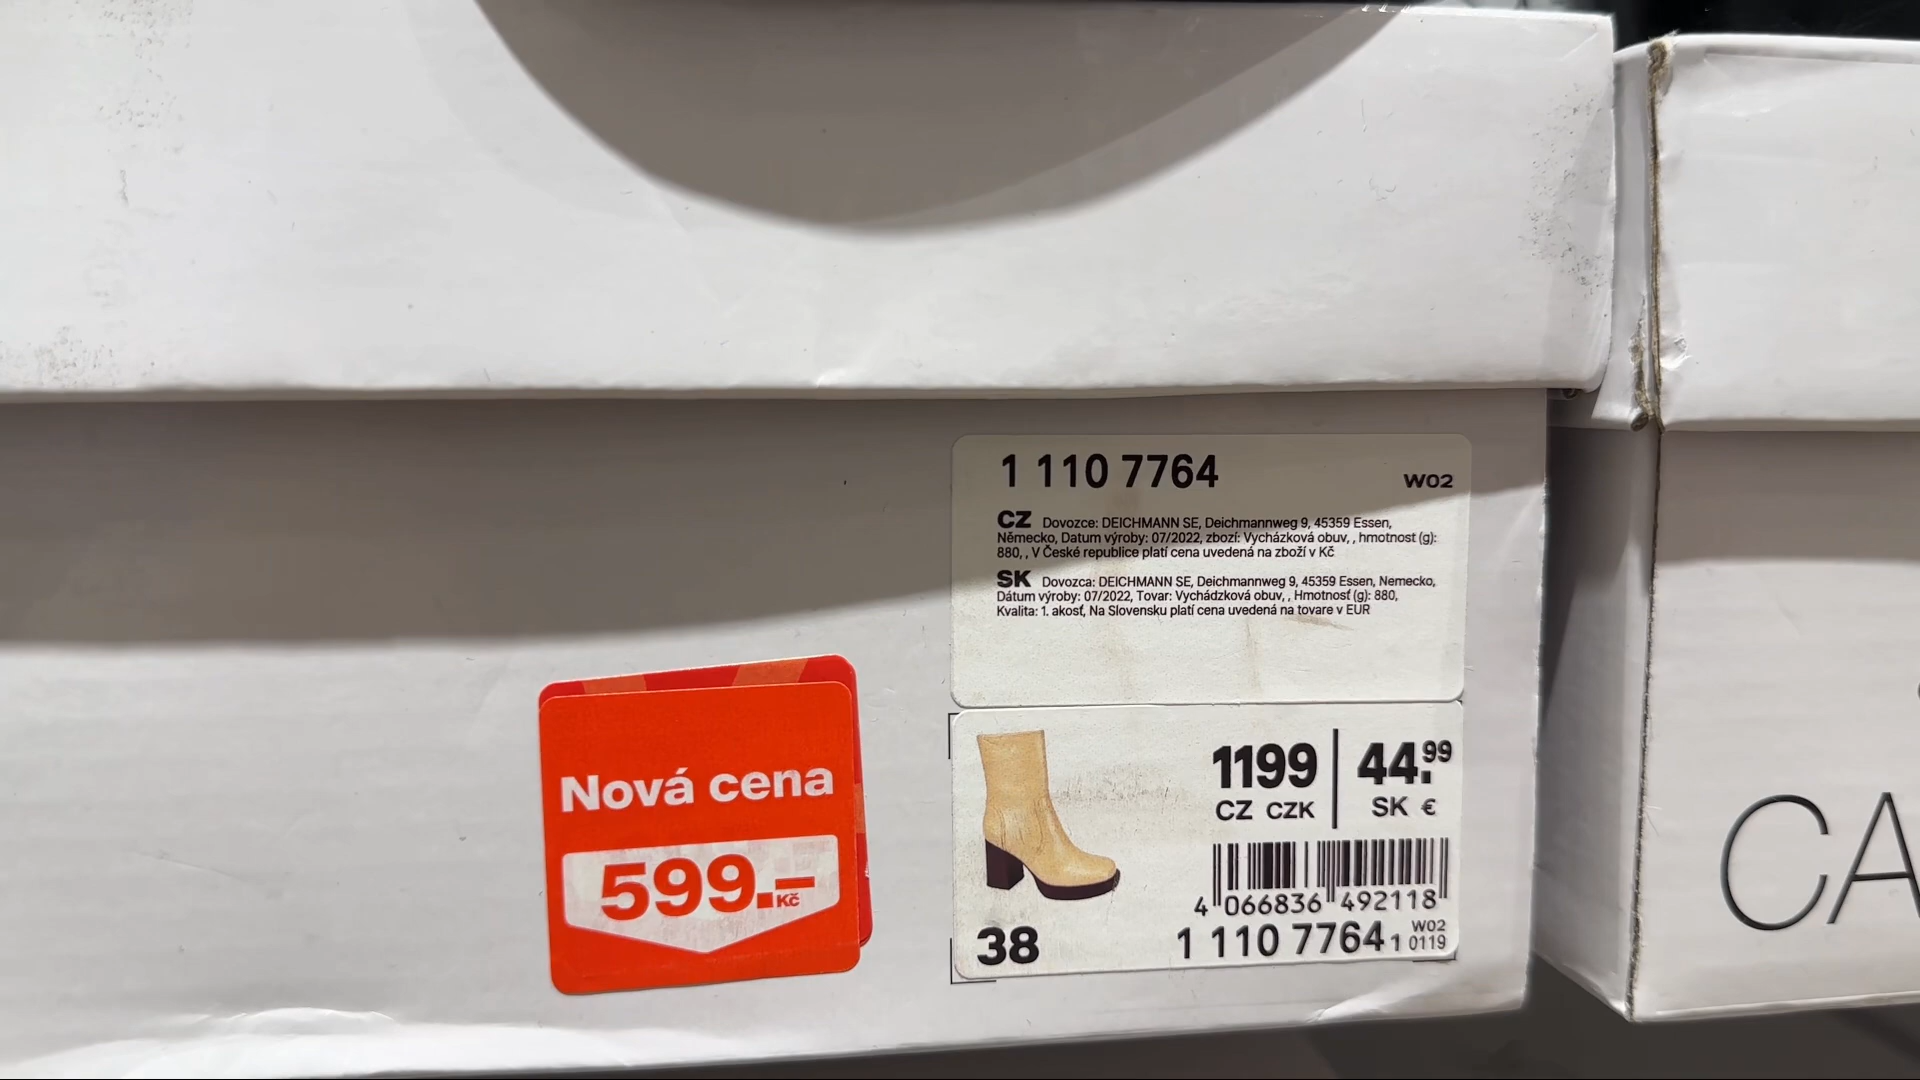 1 110 7764
W02
CZ Dovozce: DEICHMANN SE, Deichmannweg 9, 45359 Essen,
Německo, Datum výroby: 07/2022, zboží: Vycházková obuv, , hmotnost (g):
880, , V České republice platí cena uvedená na zboží v Kč
SK Dovozca: DEICHMANN SE, Deichmannweg 9, 45359 Essen, Nemecko,
Dátum výroby: 07/2022, Tovar: Vychádzková obuv, , Hmotnosť (g): 880,
Kvalita: 1. akosť, Na Slovensku platí cena uvedená na tovare v EUR
Nová cena
599.– Kč
1199
CZ CZK
44.99
SK €
4 066836 492118
38
1 110 7764 1 0119
W02
CA